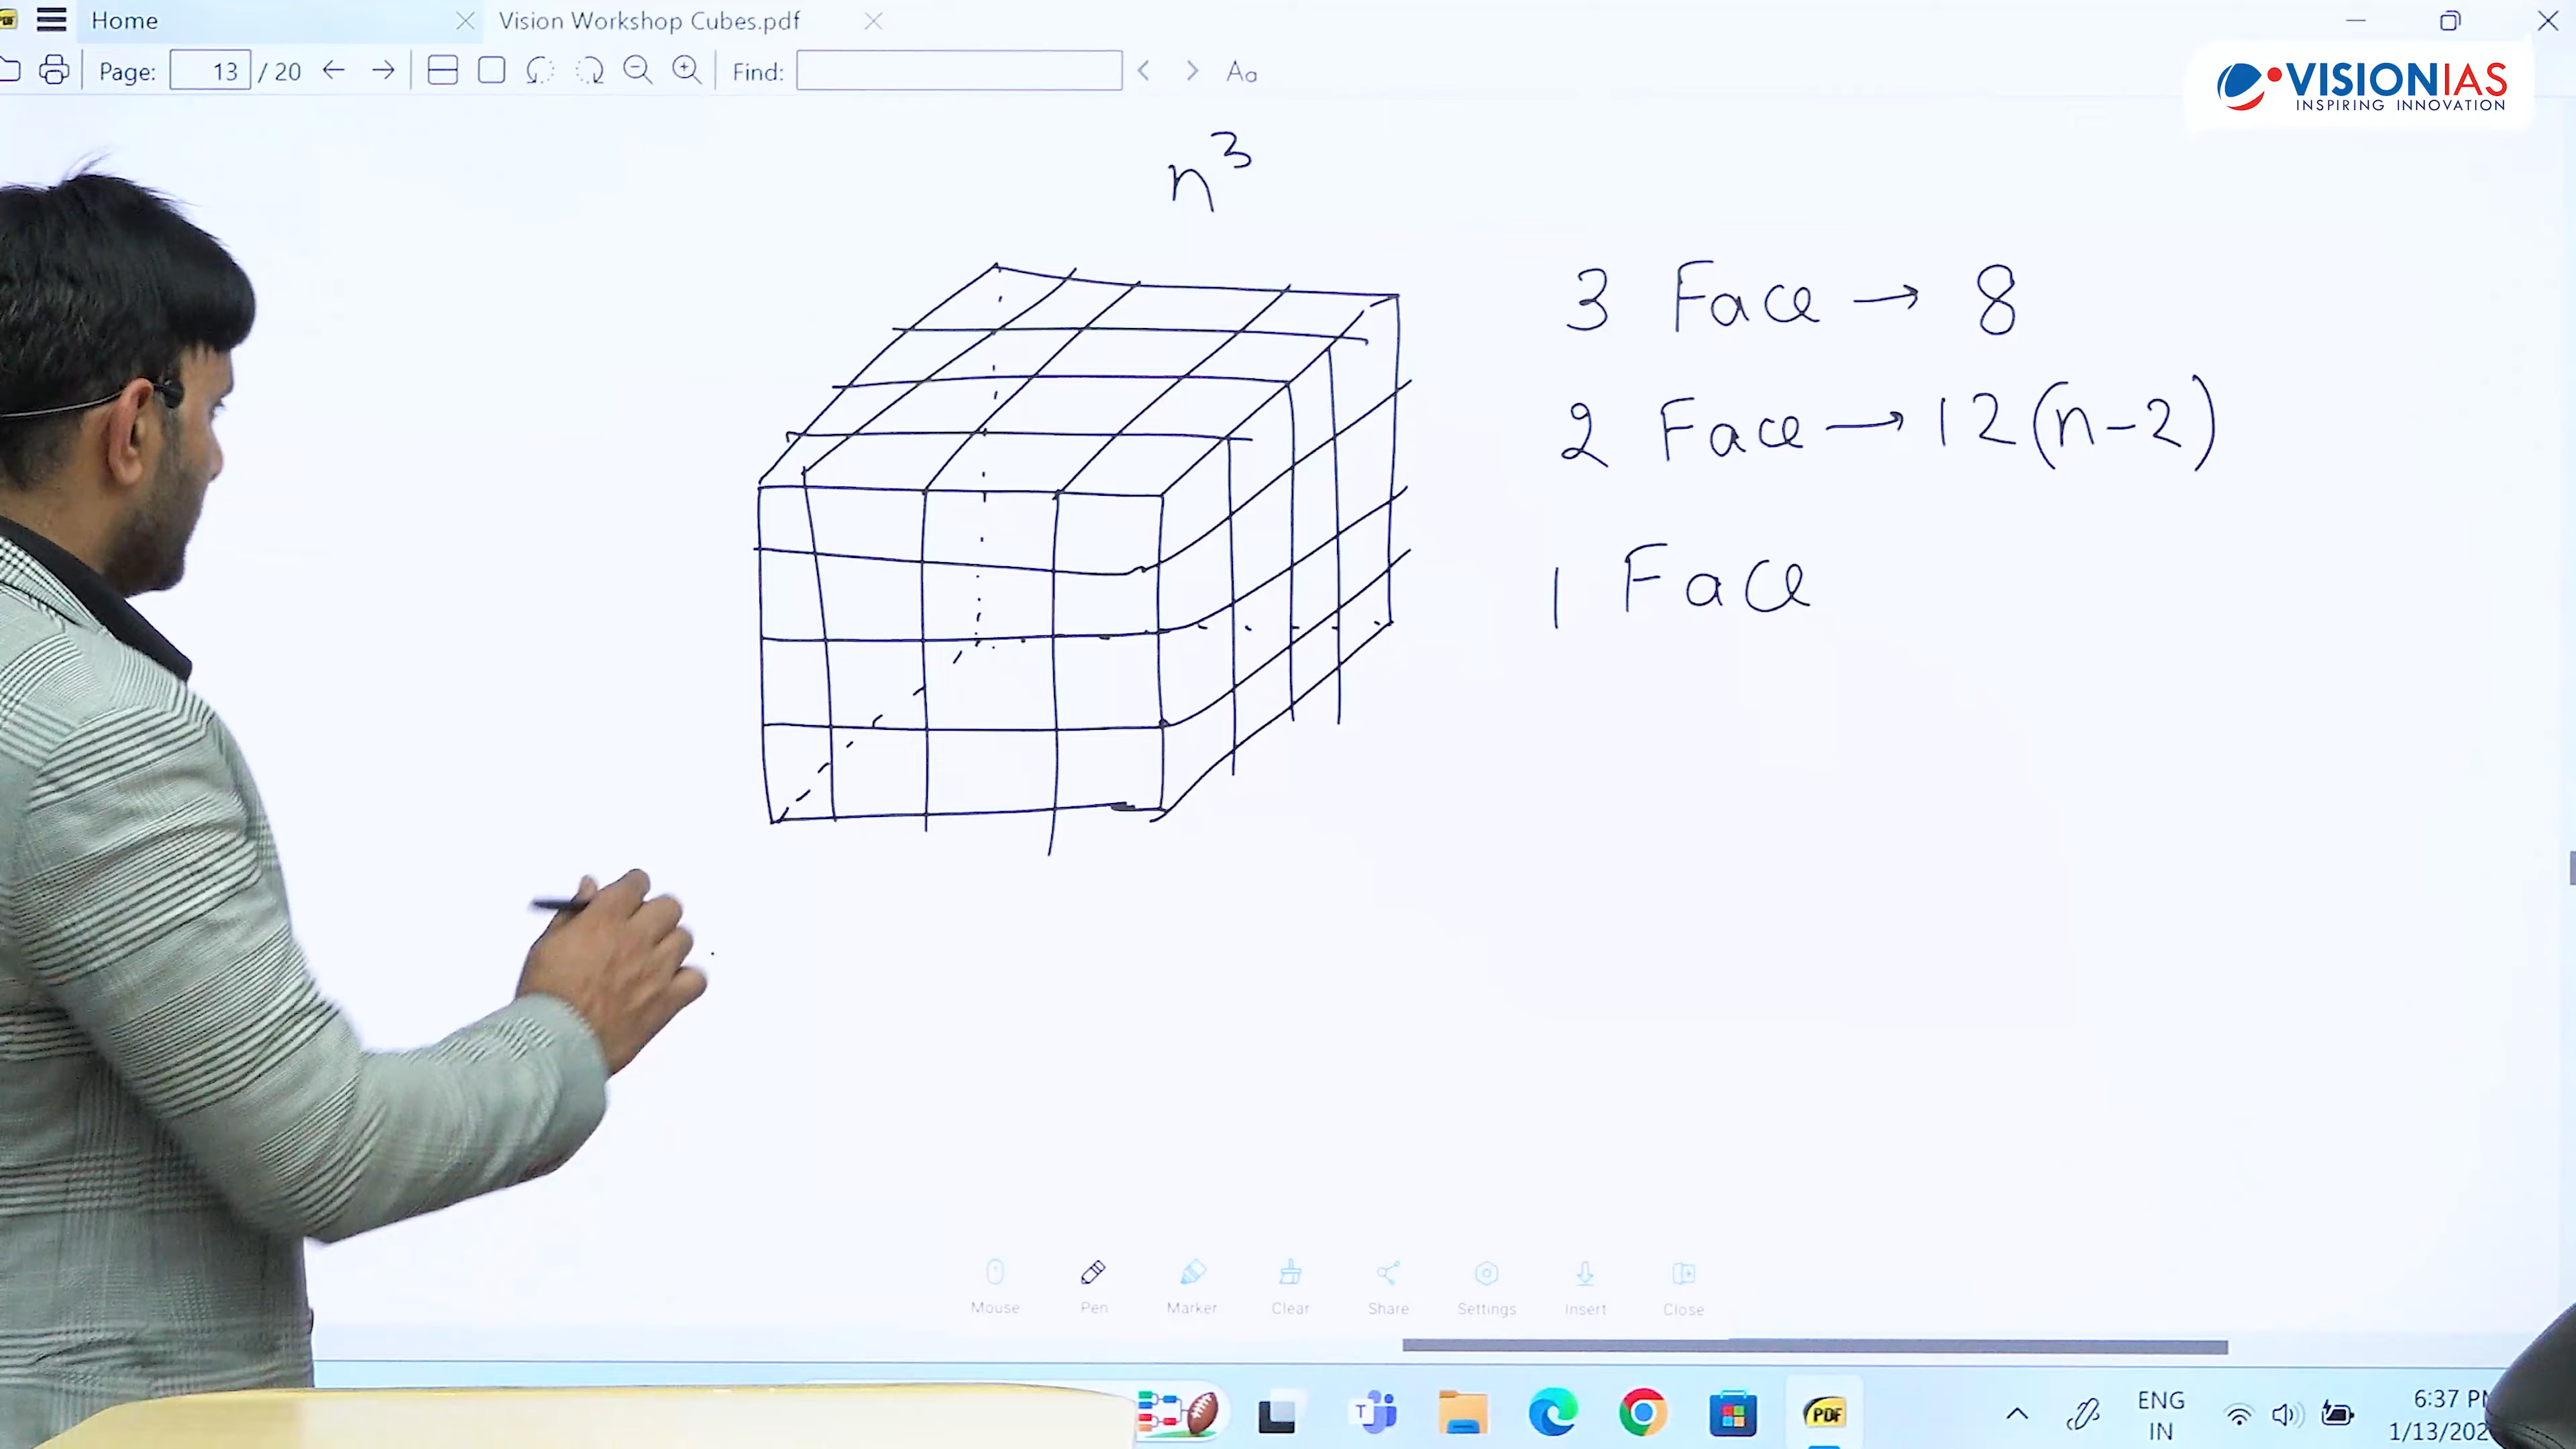 Home
Vision Workshop Cubes.pdf
Page: 13 / 20
Find:
Aa
VISIONIAS
INSPIRING INNOVATION
n³
3 Face → 8
2 Face → 12(n-2)
1 Face
Mouse
Pen
Marker
Clear
Share
Settings
Insert
Close
T
PDF
ENG
IN
6:37
1/13/202